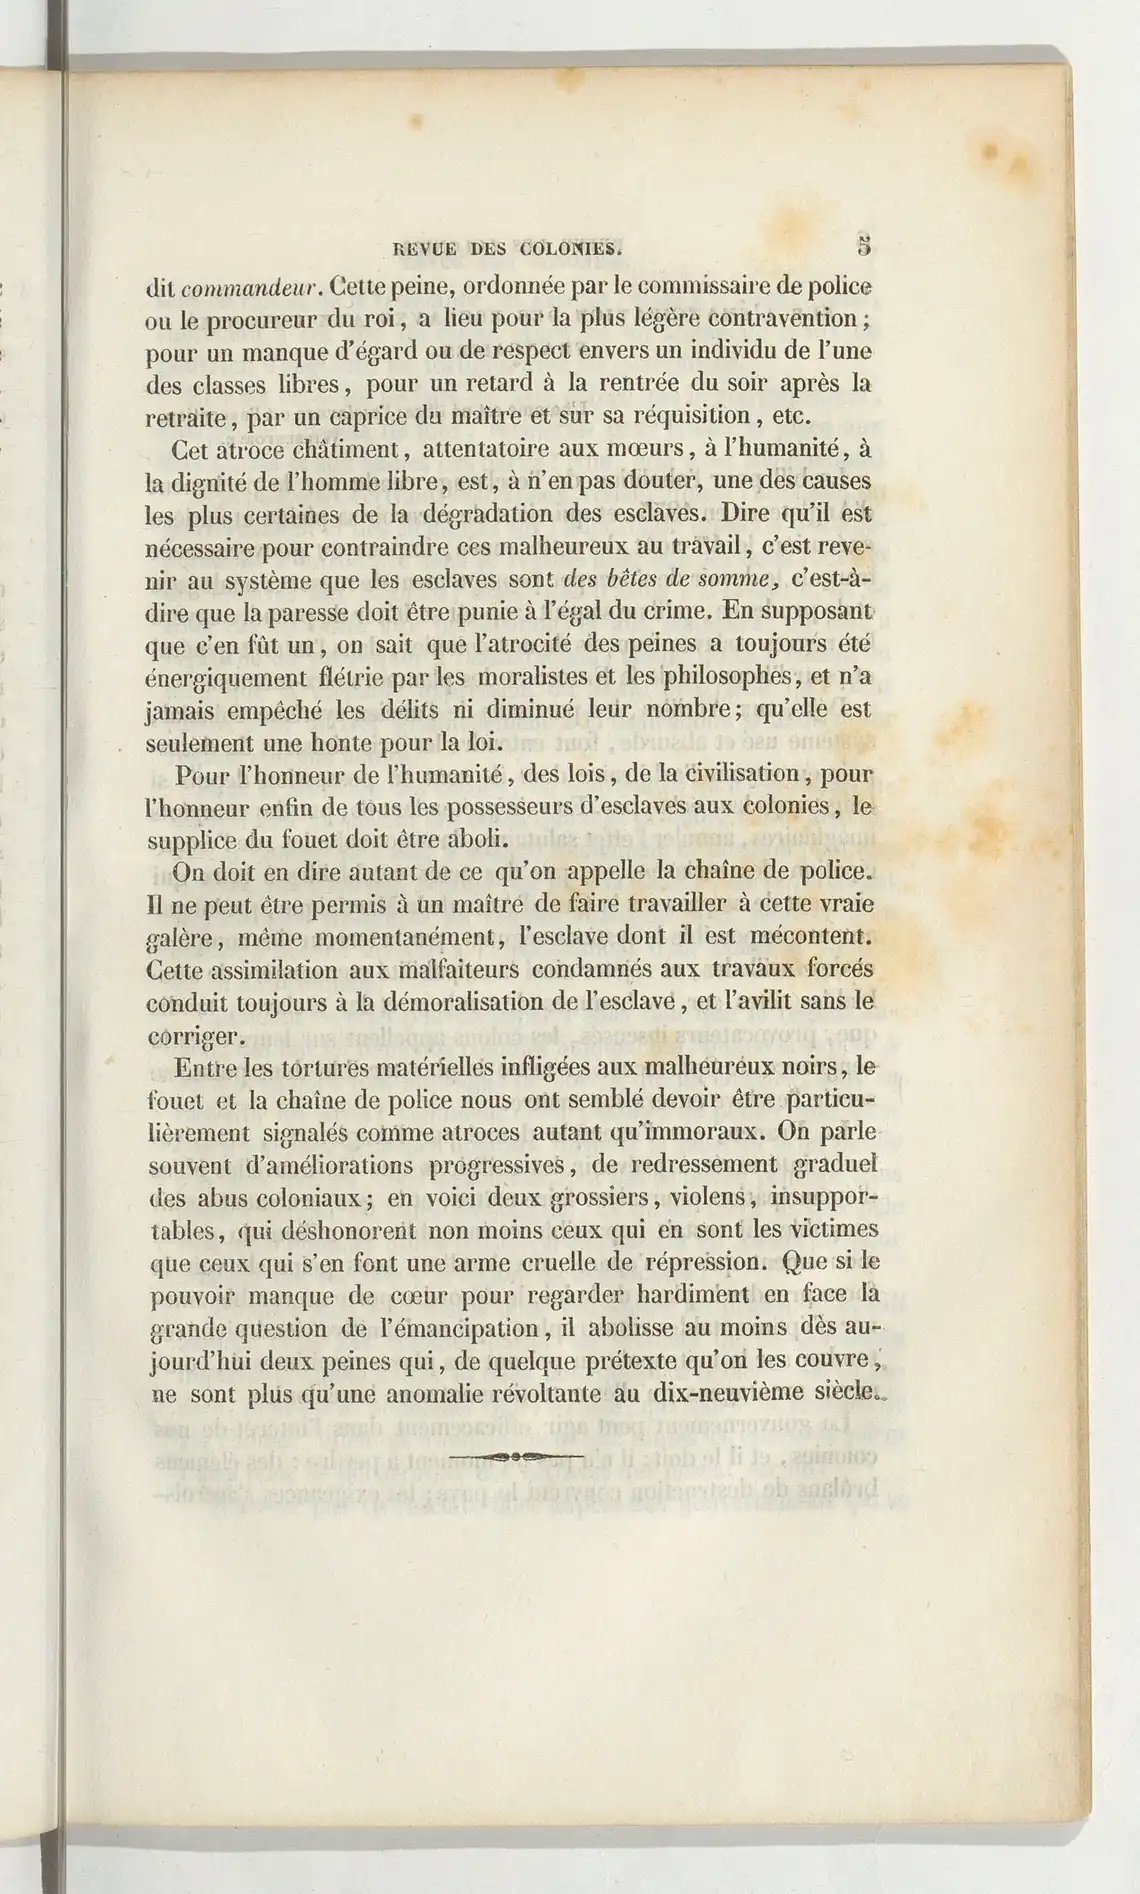 REVUE DES COLONIES. 5
dit commandeur. Cette peine, ordonnée par le commissaire de police
ou le procureur du roi, a lieu pour la plus légère contravention;
pour un manque d'égard ou de respect envers un individu de l'une
des classes libres, pour un retard à la rentrée du soir après la
retraite, par un caprice du maître et sur sa réquisition, etc.
Cet atroce châtiment, attentatoire aux mœurs, à l'humanité, à
la dignité de l'homme libre, est, à n'en pas douter, une des causes
les plus certaines de la dégradation des esclaves. Dire qu'il est
nécessaire pour contraindre ces malheureux au travail, c'est reve-
nir au système que les esclaves sont des bêtes de somme, c'est-à-
dire que la paresse doit être punie à l'égal du crime. En supposant
que c'en fût un, on sait que l'atrocité des peines a toujours été
énergiquement flétrie par les moralistes et les philosophes, et n'a
jamais empêché les délits ni diminué leur nombre; qu'elle est
seulement une honte pour la loi.
Pour l'honneur de l'humanité, des lois, de la civilisation, pour
l'honneur enfin de tous les possesseurs d'esclaves aux colonies, le
supplice du fouet doit être aboli.
On doit en dire autant de ce qu'on appelle la chaîne de police.
Il ne peut être permis à un maître de faire travailler à cette vraie
galère, même momentanément, l'esclave dont il est mécontent.
Cette assimilation aux malfaiteurs condamnés aux travaux forcés
conduit toujours à la démoralisation de l'esclave, et l'avilit sans le
corriger.
Entre les tortures matérielles infligées aux malheureux noirs, le
fouet et la chaîne de police nous ont semblé devoir être particu-
lièrement signalés comme atroces autant qu'immoraux. On parle
souvent d'améliorations progressives, de redressement graduel
des abus coloniaux; en voici deux grossiers, violens, insuppor-
tables, qui déshonorent non moins ceux qui en sont les victimes
que ceux qui s'en font une arme cruelle de répression. Que si le
pouvoir manque de cœur pour regarder hardiment en face la
grande question de l'émancipation, il abolisse au moins dès au-
jourd'hui deux peines qui, de quelque prétexte qu'on les couvre,
ne sont plus qu'une anomalie révoltante au dix-neuvième siècle.